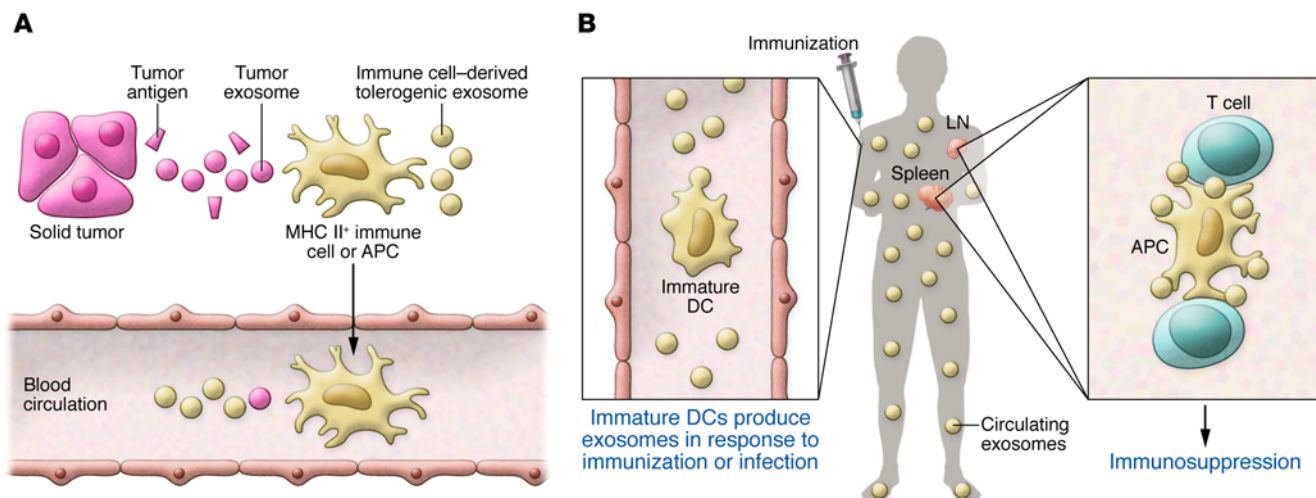 A
Tumor
antigen
Tumor
exosome
Immune cell–derived
tolerogenic exosome
Solid tumor
MHC II⁺ immune
cell or APC
Blood
circulation
B
Immunization
LN
Spleen
Immature
DC
T cell
APC
Circulating
exosomes
Immature DCs produce
exosomes in response to
immunization or infection
Immunosuppression